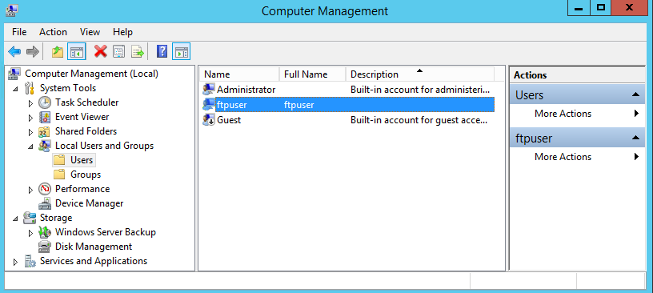 Computer Management
File Action View Help
Computer Management (Local)
System Tools
Task Scheduler
Event Viewer
Shared Folders
Local Users and Groups
Users
Groups
Performance
Device Manager
Storage
Windows Server Backup
Disk Management
Services and Applications
Name Full Name Description
Administrator Built-in account for administeri...
ftpuser ftpuser
Guest Built-in account for guest acce...
Actions
Users
More Actions
ftpuser
More Actions